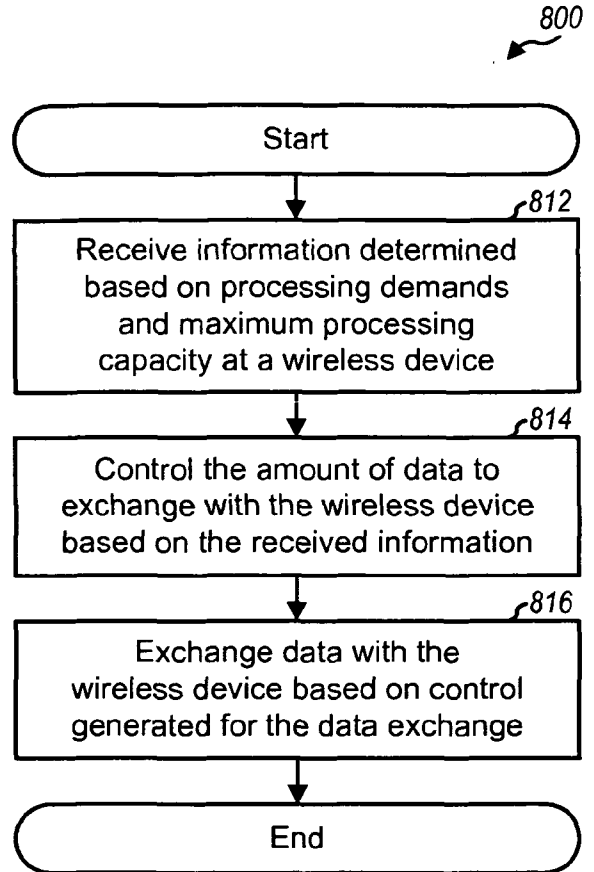 800
Start
812
Receive information determined
based on processing demands
and maximum processing
capacity at a wireless device
814
Control the amount of data to
exchange with the wireless device
based on the received information
816
Exchange data with the
wireless device based on control
generated for the data exchange
End